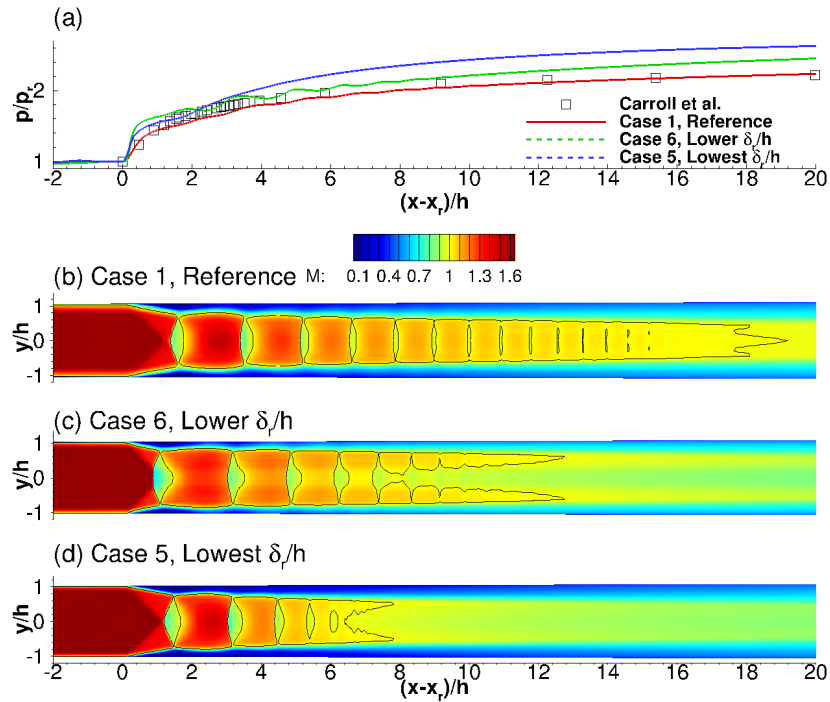 (a)
p/pr
2
1
-2 0 2 4 6 8 10 12 14 16 18 20
(x-xr)/h
Carroll et al.
Case 1, Reference
Case 6, Lower δr/h
Case 5, Lowest δr/h
(b) Case 1, Reference
M: 0.1 0.4 0.7 1 1.3 1.6
y/h
1
0
-1
(c) Case 6, Lower δr/h
y/h
1
0
-1
(d) Case 5, Lowest δr/h
y/h
1
0
-1
-2 0 2 4 6 8 10 12 14 16 18 20
(x-xr)/h